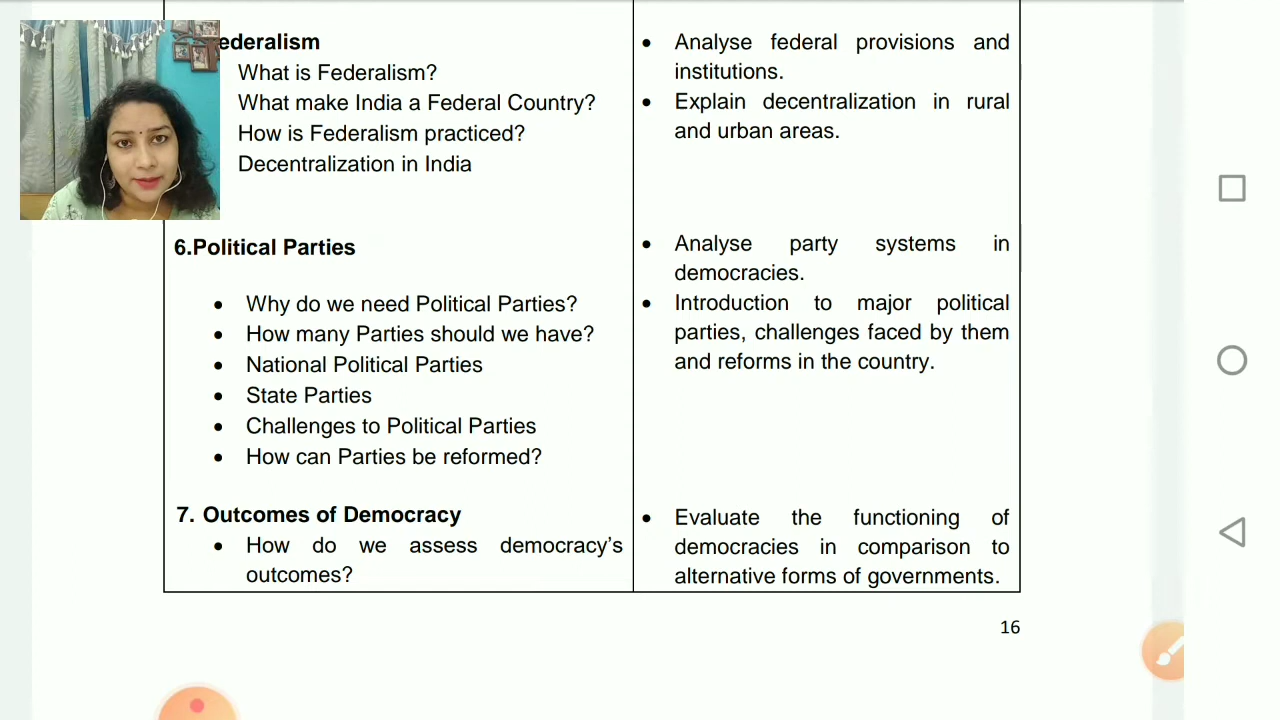 ederalism
What is Federalism?
What make India a Federal Country?
How is Federalism practiced?
Decentralization in India
• Analyse federal provisions and
institutions.
• Explain decentralization in rural
and urban areas.
6.Political Parties
• Why do we need Political Parties?
• How many Parties should we have?
• National Political Parties
• State Parties
• Challenges to Political Parties
• How can Parties be reformed?
• Analyse party systems in
democracies.
• Introduction to major political
parties, challenges faced by them
and reforms in the country.
7. Outcomes of Democracy
• How do we assess democracy’s
outcomes?
• Evaluate the functioning of
democracies in comparison to
alternative forms of governments.
16